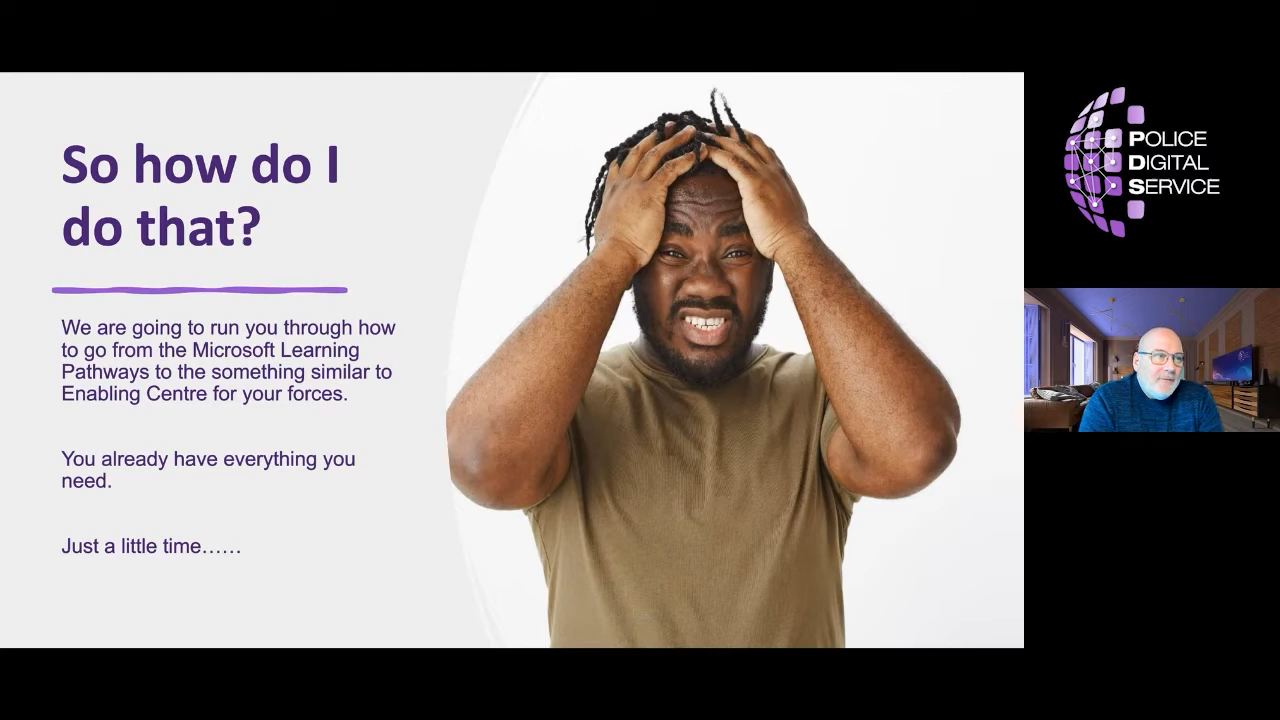 So how do I
do that?
We are going to run you through how
to go from the Microsoft Learning
Pathways to the something similar to
Enabling Centre for your forces.
You already have everything you
need.
Just a little time……
POLICE
DIGITAL
SERVICE